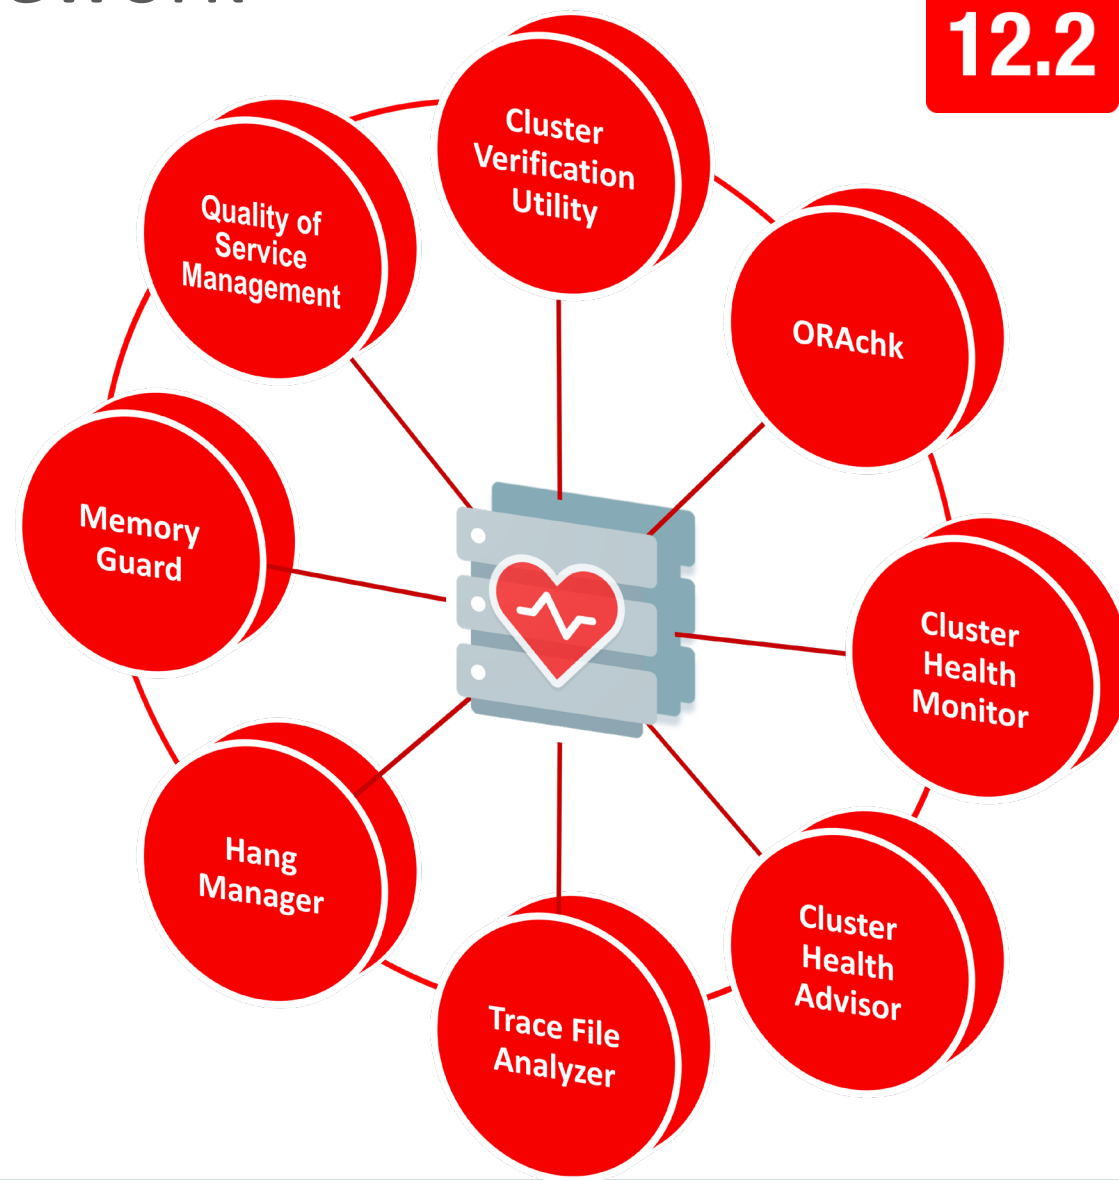 12.2
Cluster
Verification
Utility
Quality of
Service
Management
ORAchk
Memory
Guard
Cluster
Health
Monitor
Hang
Manager
Cluster
Health
Advisor
Trace File
Analyzer